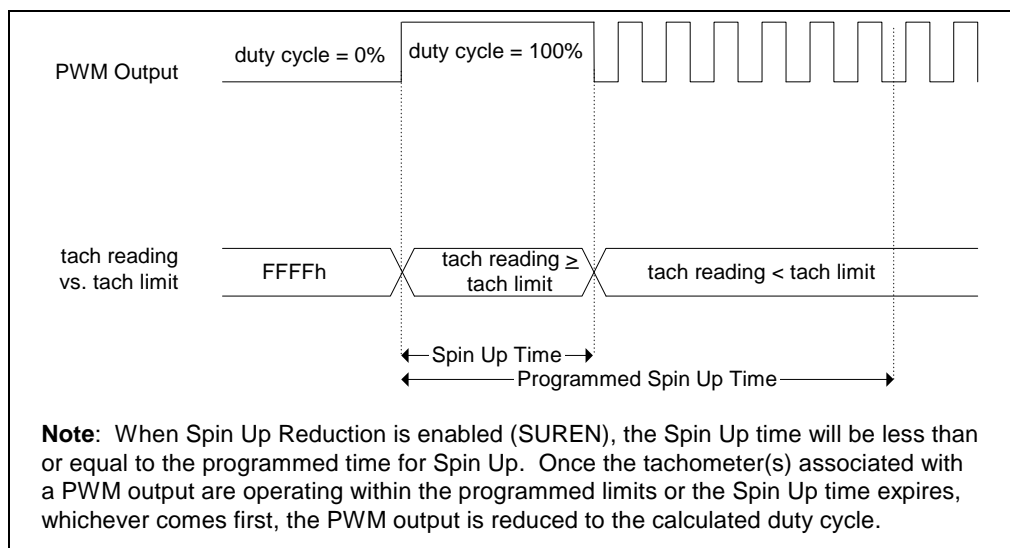 duty cycle = 0%
duty cycle = 100%
PWM Output
tach reading
vs. tach limit
FFFFh
tach reading ≥
tach limit
tach reading < tach limit
Spin Up Time
Programmed Spin Up Time
Note: When Spin Up Reduction is enabled (SUREN), the Spin Up time will be less than
or equal to the programmed time for Spin Up. Once the tachometer(s) associated with
a PWM output are operating within the programmed limits or the Spin Up time expires,
whichever comes first, the PWM output is reduced to the calculated duty cycle.